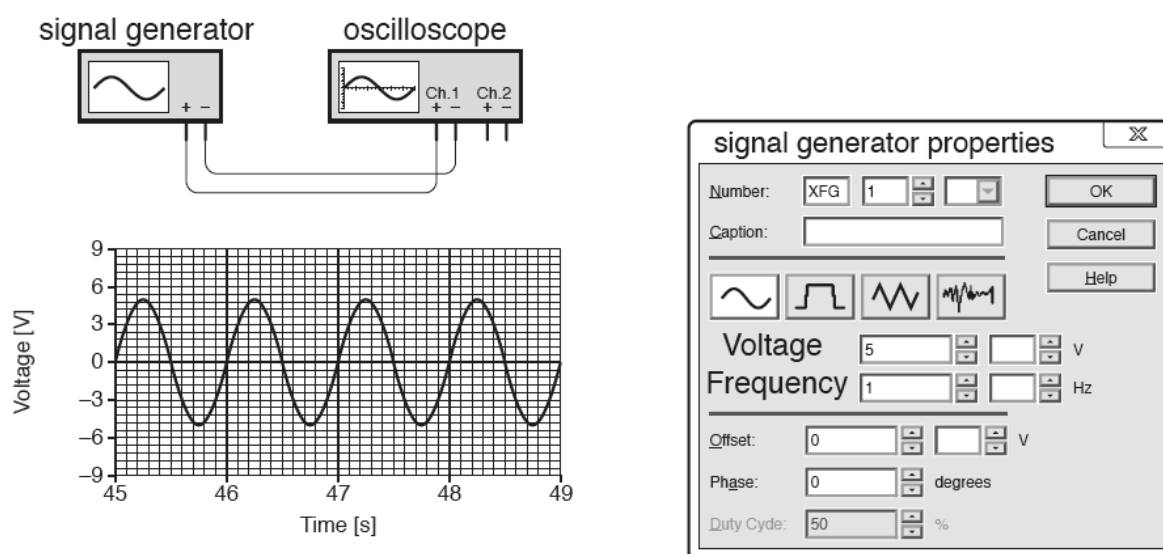 signal generator
oscilloscope
Ch.1 Ch.2
+ −
+ − + −
signal generator properties
Number: XFG 1
OK
Caption:
Cancel
Help
Voltage 5 V
Frequency 1 Hz
Offset: 0 V
Phase: 0 degrees
Duty Cyde: 50 %
Voltage [V]
9
6
3
0
−3
−6
−9
45 46 47 48 49
Time [s]